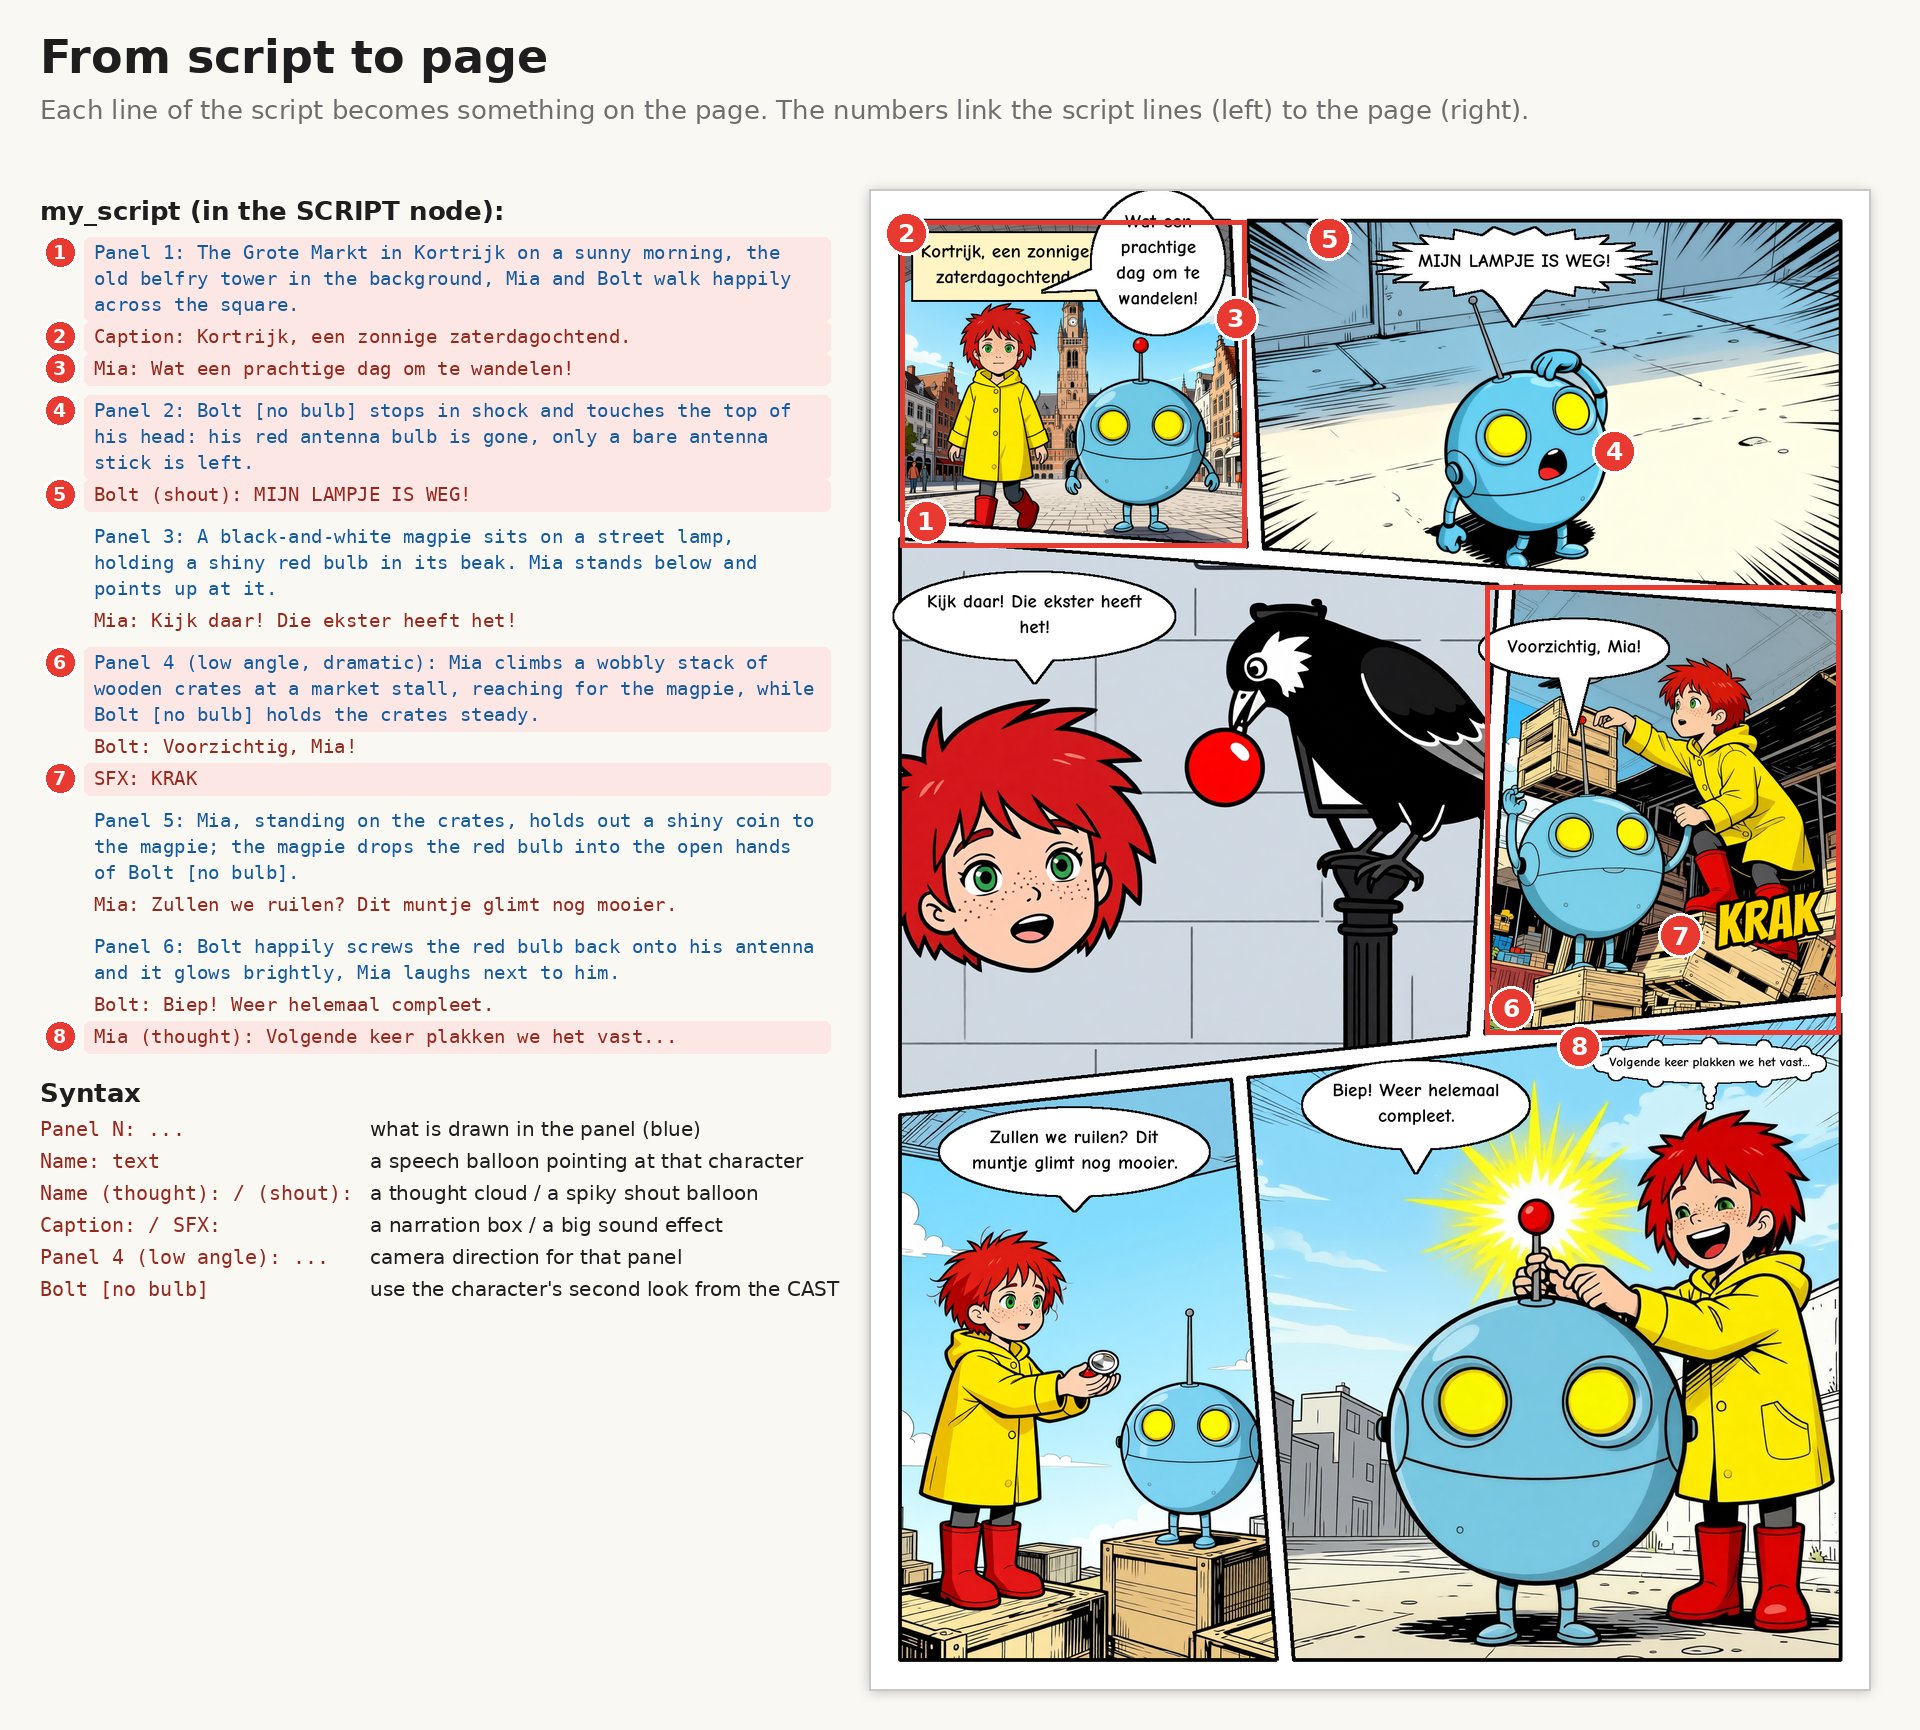 From script to page
Each line of the script becomes something on the page. The numbers link the script lines (left) to the page (right).
my_script (in the SCRIPT node):
1 Panel 1: The Grote Markt in Kortrijk on a sunny morning, the
old belfry tower in the background, Mia and Bolt walk happily
across the square.
2 Caption: Kortrijk, een zonnige zaterdagochtend.
3 Mia: Wat een prachtige dag om te wandelen!
4 Panel 2: Bolt [no bulb] stops in shock and touches the top of
his head: his red antenna bulb is gone, only a bare antenna
stick is left.
5 Bolt (shout): MIJN LAMPJE IS WEG!
Panel 3: A black-and-white magpie sits on a street lamp,
holding a shiny red bulb in its beak. Mia stands below and
points up at it.
Mia: Kijk daar! Die ekster heeft het!
6 Panel 4 (low angle, dramatic): Mia climbs a wobbly stack of
wooden crates at a market stall, reaching for the magpie, while
Bolt [no bulb] holds the crates steady.
Bolt: Voorzichtig, Mia!
7 SFX: KRAK
Panel 5: Mia, standing on the crates, holds out a shiny coin to
the magpie; the magpie drops the red bulb into the open hands
of Bolt [no bulb].
Mia: Zullen we ruilen? Dit muntje glimt nog mooier.
Panel 6: Bolt happily screws the red bulb back onto his antenna
and it glows brightly, Mia laughs next to him.
Bolt: Biep! Weer helemaal compleet.
8 Mia (thought): Volgende keer plakken we het vast...
Syntax
Panel N: ... what is drawn in the panel (blue)
Name: text a speech balloon pointing at that character
Name (thought): / (shout): a thought cloud / a spiky shout balloon
Caption: / SFX: a narration box / a big sound effect
Panel 4 (low angle): ... camera direction for that panel
Bolt [no bulb] use the character's second look from the CAST
2
Kortrijk, een zonnige
zaterdagochtend
Wat een
prachtige
dag om te
wandelen!
3
1
5
MIJN LAMPJE IS WEG!
4
Kijk daar! Die ekster heeft
het!
Voorzichtig, Mia!
7
KRAK
6
Zullen we ruilen? Dit
muntje glimt nog mooier.
8
Volgende keer plakken we het vast...
Biep! Weer helemaal
compleet.